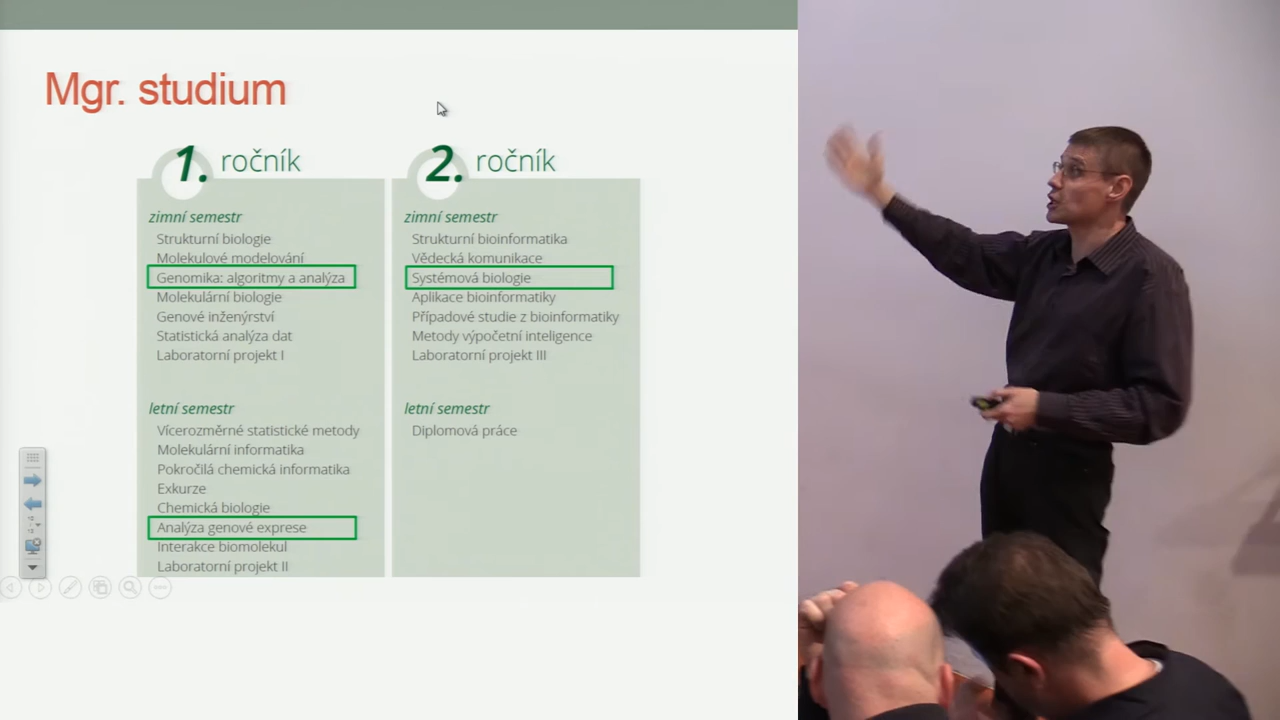 Mgr. studium
1. ročník
zimní semestr
Strukturní biologie
Molekulové modelování
Genomika: algoritmy a analýza
Molekulární biologie
Genové inženýrství
Statistická analýza dat
Laboratorní projekt I
letní semestr
Vícerozměrné statistické metody
Molekulární informatika
Pokročilá chemická informatika
Exkurze
Chemická biologie
Analýza genové exprese
Interakce biomolekul
Laboratorní projekt II
2. ročník
zimní semestr
Strukturní bioinformatika
Vědecká komunikace
Systémová biologie
Aplikace bioinformatiky
Případové studie z bioinformatiky
Metody výpočetní inteligence
Laboratorní projekt III
letní semestr
Diplomová práce